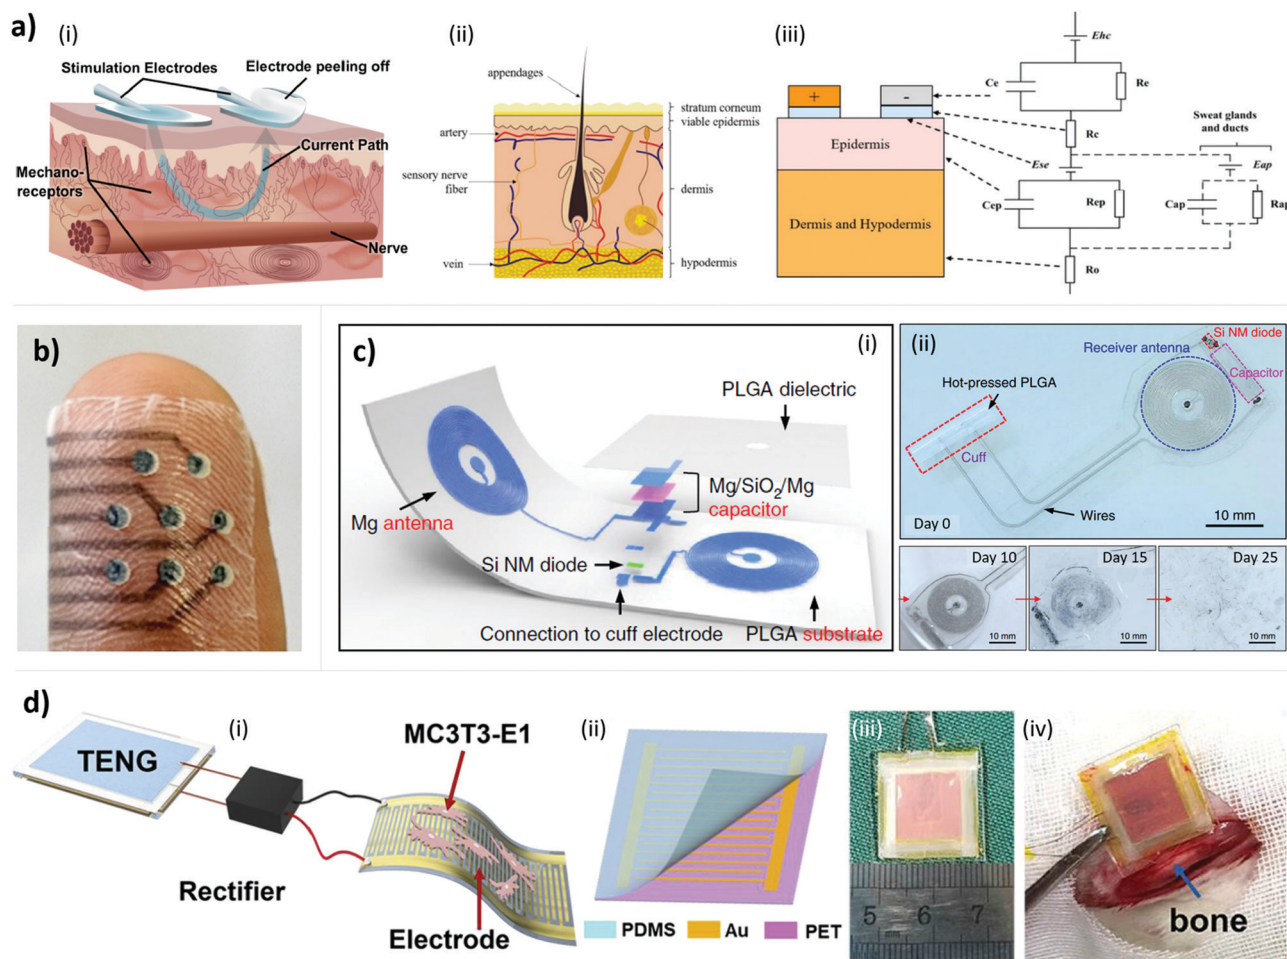 a)
(i)
Stimulation Electrodes
Electrode peeling off
Current Path
Mechano-
receptors
Nerve
(ii)
appendages
stratum corneum
viable epidermis
artery
sensory nerve
fiber
dermis
vein
hypodermis
(iii)
+
-
Epidermis
Dermis and Hypodermis
Ehc
Ce
Re
Rc
Sweat glands
and ducts
Ese
Eap
Cep
Rep
Cap
Rap
Ro
b)
c)
(i)
PLGA dielectric
Mg/SiO2/Mg
capacitor
Mg antenna
Si NM diode
Connection to cuff electrode
PLGA substrate
(ii)
Si NM diode
Receiver antenna
Capacitor
Hot-pressed PLGA
Cuff
Wires
Day 0
10 mm
Day 10
10 mm
Day 15
10 mm
Day 25
10 mm
d)
(i)
TENG
MC3T3-E1
Rectifier
Electrode
(ii)
PDMS
Au
PET
(iii)
5 6 7
(iv)
bone